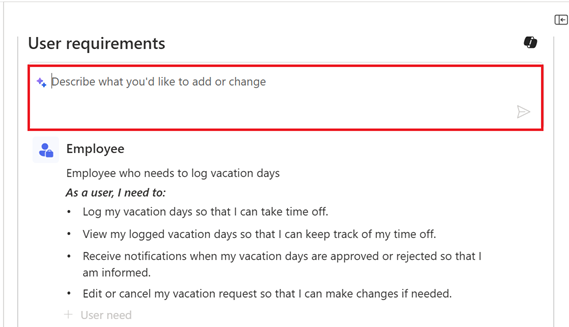 User requirements
Describe what you'd like to add or change
Employee
Employee who needs to log vacation days
As a user, I need to:
• Log my vacation days so that I can take time off.
• View my logged vacation days so that I can keep track of my time off.
• Receive notifications when my vacation days are approved or rejected so that I
am informed.
• Edit or cancel my vacation request so that I can make changes if needed.
+ User need